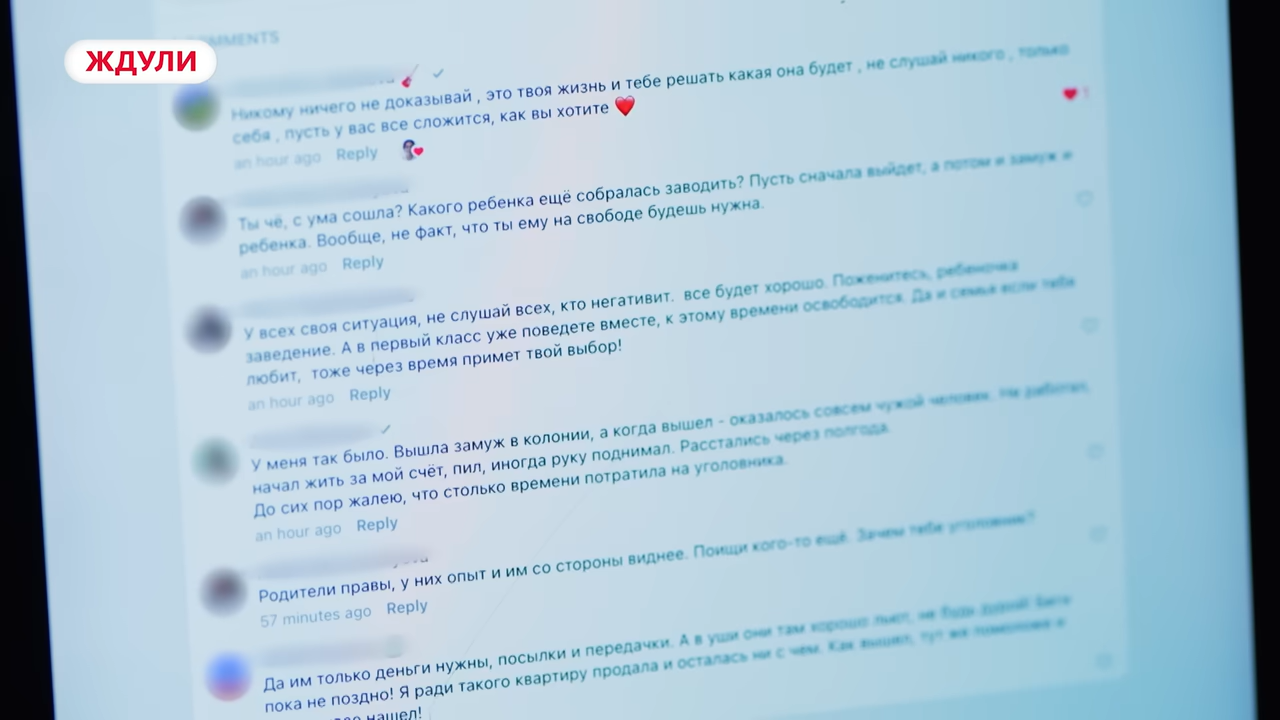 ЖДУЛИ
COMMENTS
Никому ничего не доказывай , это твоя жизнь и тебе решать какая она будет , не слушай никого , только
себя , пусть у вас все сложится, как вы хотите ❤️
an hour ago Reply
Ты чё, с ума сошла? Какого ребенка ещё собралась заводить? Пусть сначала выйдет, а потом и замуж и
ребенка. Вообще, не факт, что ты ему на свободе будешь нужна.
an hour ago Reply
У всех своя ситуация, не слушай всех, кто негативит. все будет хорошо. Поженитесь, ребеночка
заведение. А в первый класс уже поведете вместе, к этому времени освободится. Да и семья если тебя
любит, тоже через время примет твой выбор!
an hour ago Reply
У меня так было. Вышла замуж в колонии, а когда вышел - оказалось совсем чужой человек. Не работал,
начал жить за мой счёт, пил, иногда руку поднимал. Расстались через полгода.
До сих пор жалею, что столько времени потратила на уголовника.
an hour ago Reply
Родители правы, у них опыт и им со стороны виднее. Поищи кого-то ещё. Зачем тебе уголовник?
57 minutes ago Reply
Да им только деньги нужны, посылки и передачки. А в уши они там хорошо льют, не будь дурой! Беги
пока не поздно! Я ради такого квартиру продала и осталась ни с чем. Как вышел, тут же помоложе и
нашел!